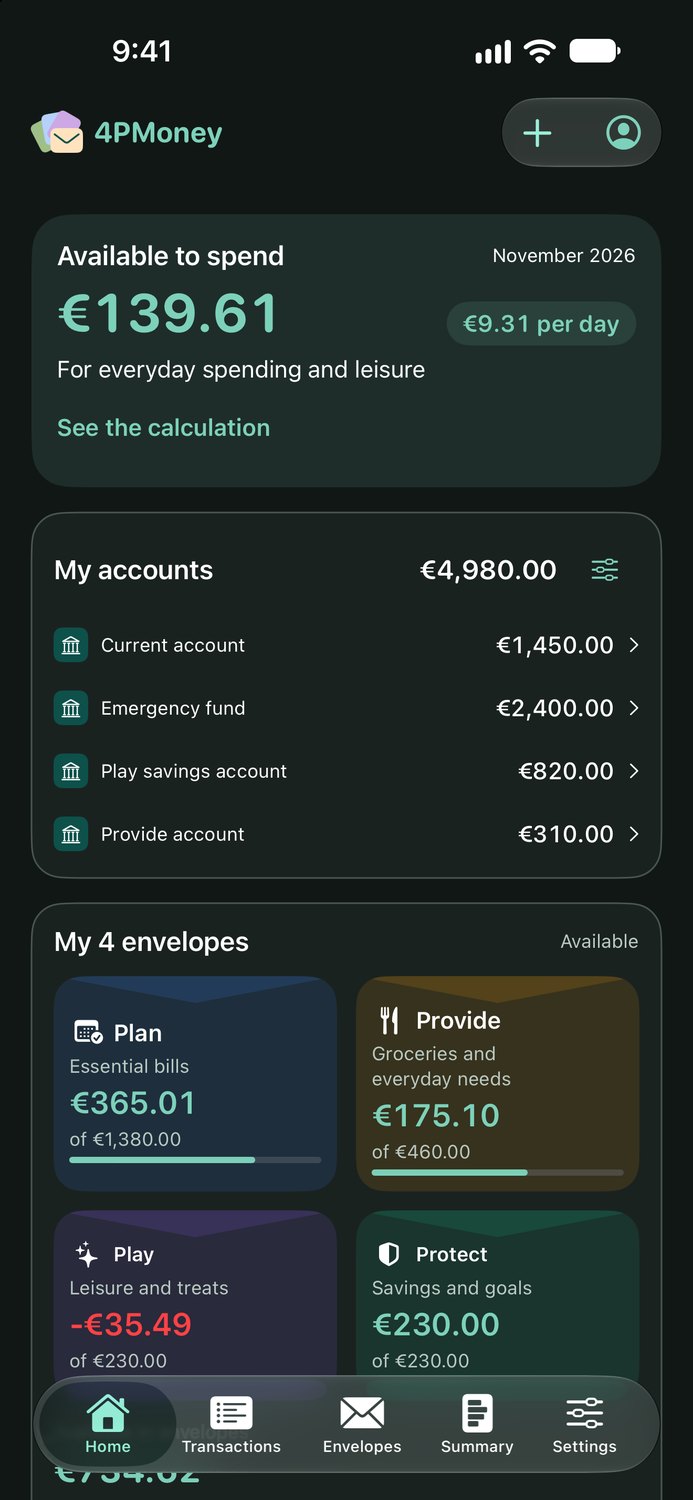 9:41
4PMoney
Available to spend
November 2026
€139.61
€9.31 per day
For everyday spending and leisure
See the calculation
My accounts
€4,980.00
Current account
€1,450.00
Emergency fund
€2,400.00
Play savings account
€820.00
Provide account
€310.00
My 4 envelopes
Available
Plan
Essential bills
€365.01
of €1,380.00
Provide
Groceries and
everyday needs
€175.10
of €460.00
Play
Leisure and treats
-€35.49
of €230.00
Protect
Savings and goals
€230.00
of €230.00
Home
Transactions
Envelopes
Summary
Settings
€734.62